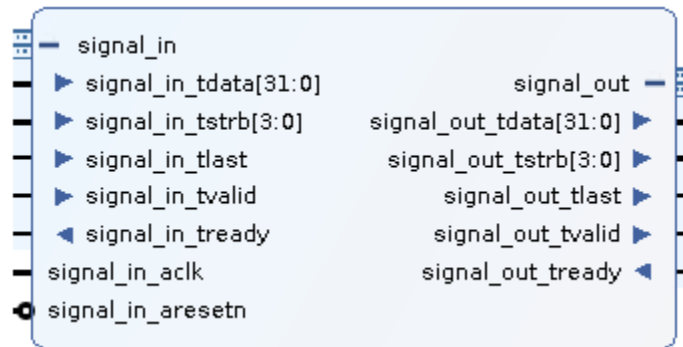 signal_in
signal_in_tdata[31:0]
signal_in_tstrb[3:0]
signal_in_tlast
signal_in_tvalid
signal_in_tready
signal_in_aclk
signal_in_aresetn
signal_out
signal_out_tdata[31:0]
signal_out_tstrb[3:0]
signal_out_tlast
signal_out_tvalid
signal_out_tready